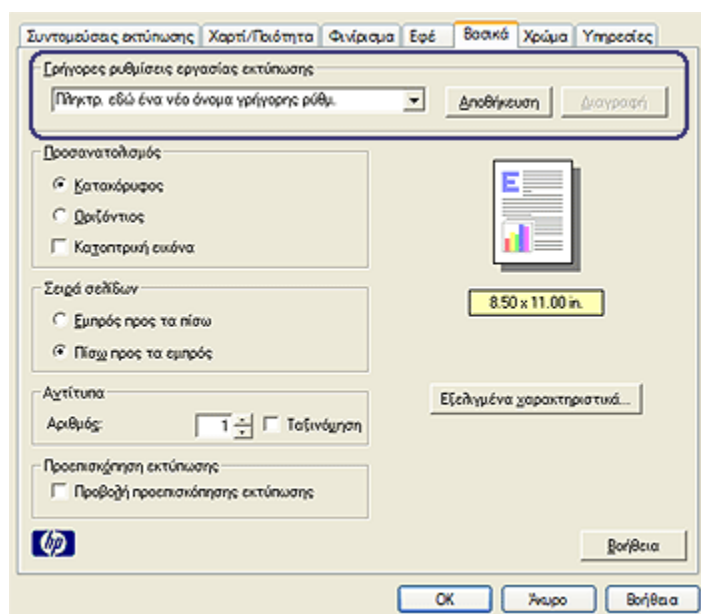 Συντομεύσεις εκτύπωσης Χαρτί/Ποιότητα Φινίρισμα Εφέ Βασικά Χρώμα Υπηρεσίες
Γρήγορες ρυθμίσεις εργασίας εκτύπωσης
Πληκτρ. εδώ ένα νέο όνομα γρήγορης ρύθμ. Αποθήκευση Διαγραφή
Προσανατολισμός
Κατακόρυφος
Οριζόντιος
Κατοπτρική εικόνα
Σειρά σελίδων
Εμπρός προς τα πίσω
Πίσω προς τα εμπρός
8.50 x 11.00 in.
Αντίτυπα
Αριθμός: 1 Ταξινόμηση
Εξελιγμένα χαρακτηριστικά...
Προεπισκόπηση εκτύπωσης
Προβολή προεπισκόπησης εκτύπωσης
hp
Βοήθεια
OK Άκυρο Βοήθεια